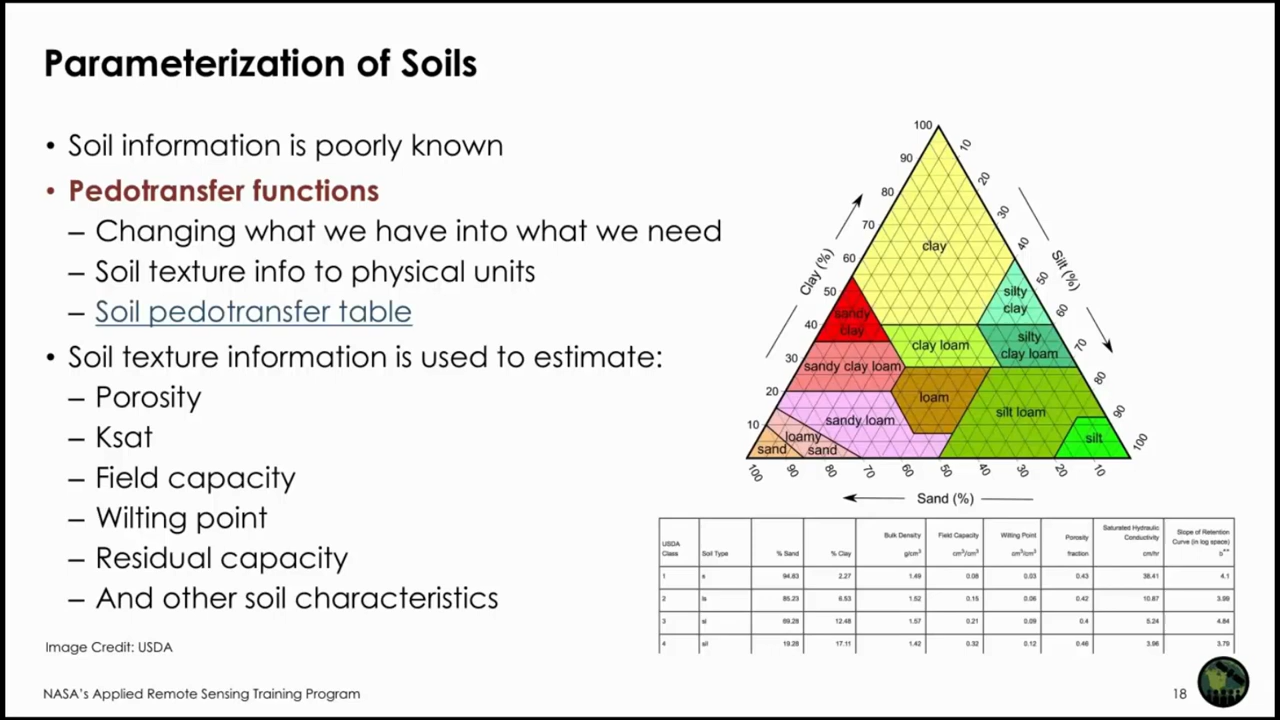 Parameterization of Soils
• Soil information is poorly known
• Pedotransfer functions
– Changing what we have into what we need
– Soil texture info to physical units
– Soil pedotransfer table
• Soil texture information is used to estimate:
– Porosity
– Ksat
– Field capacity
– Wilting point
– Residual capacity
– And other soil characteristics
Image Credit: USDA
100
90
80
70
60
50
40
30
20
10
Clay (%)
10
20
30
40
50
60
70
80
90
100
Silt (%)
clay
silty
clay
sandy
clay
clay loam
silty
clay loam
sandy clay loam
loam
silt loam
sandy loam
loamy
sand
sand
silt
100 90 80 70 60 50 40 30 20 10
Sand (%)
USDA Class Soil Type % Sand % Clay Bulk Density g/cm³ Field Capacity cm³/cm³ Wilting Point cm³/cm³ Porosity fraction Saturated Hydraulic Conductivity cm/hr Slope of Retention Curve (in log space) b**
1 s 94.83 2.27 1.49 0.08 0.03 0.43 38.41 4.1
2 ls 85.23 6.53 1.52 0.15 0.06 0.42 10.87 3.99
3 sl 69.28 12.48 1.57 0.21 0.09 0.4 5.24 4.84
4 sil 19.28 17.11 1.42 0.32 0.12 0.46 3.96 3.79
NASA's Applied Remote Sensing Training Program
18